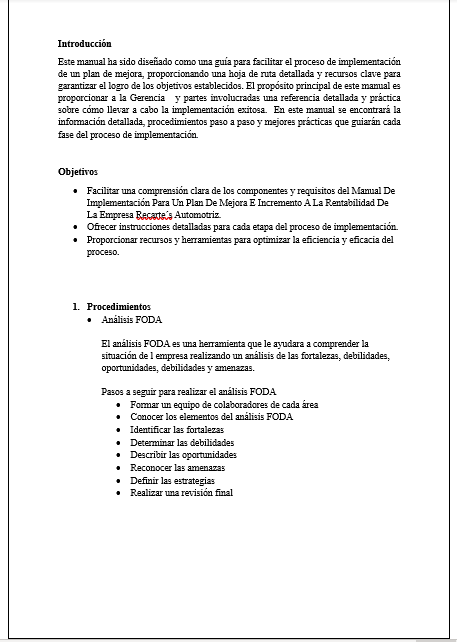 Introducción
Este manual ha sido diseñado como una guía para facilitar el proceso de implementación
de un plan de mejora, proporcionando una hoja de ruta detallada y recursos clave para
garantizar el logro de los objetivos establecidos. El propósito principal de este manual es
proporcionar a la Gerencia y partes involucradas una referencia detallada y práctica
sobre cómo llevar a cabo la implementación exitosa. En este manual se encontrará la
información detallada, procedimientos paso a paso y mejores prácticas que guiarán cada
fase del proceso de implementación.
Objetivos
• Facilitar una comprensión clara de los componentes y requisitos del Manual De
Implementación Para Un Plan De Mejora E Incremento A La Rentabilidad De
La Empresa Recarte´s Automotriz.
• Ofrecer instrucciones detalladas para cada etapa del proceso de implementación.
• Proporcionar recursos y herramientas para optimizar la eficiencia y eficacia del
proceso.
1. Procedimientos
• Análisis FODA
El análisis FODA es una herramienta que le ayudara a comprender la
situación de l empresa realizando un análisis de las fortalezas, debilidades,
oportunidades, debilidades y amenazas.
Pasos a seguir para realizar el análisis FODA
• Formar un equipo de colaboradores de cada área
• Conocer los elementos del análisis FODA
• Identificar las fortalezas
• Determinar las debilidades
• Describir las oportunidades
• Reconocer las amenazas
• Definir las estrategias
• Realizar una revisión final